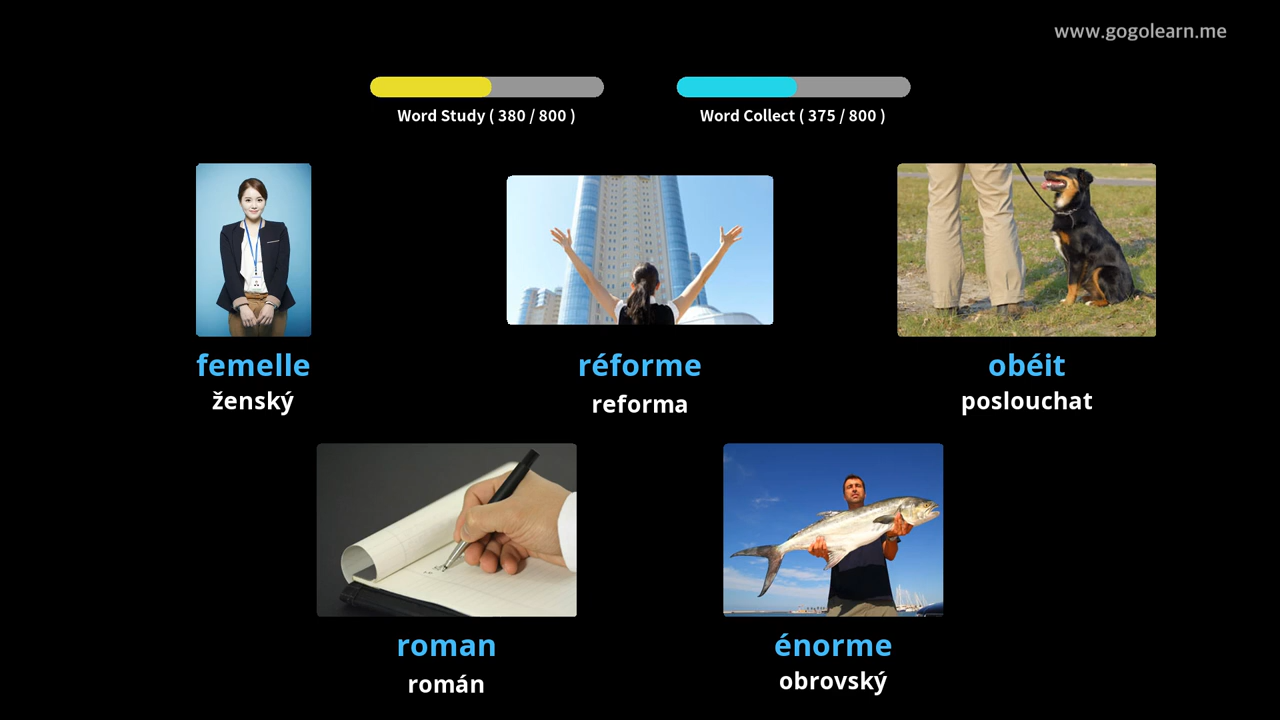 www.gogolearn.me
Word Study ( 380 / 800 )
Word Collect ( 375 / 800 )
femelle
ženský
réforme
reforma
obéit
poslouchat
roman
román
énorme
obrovský